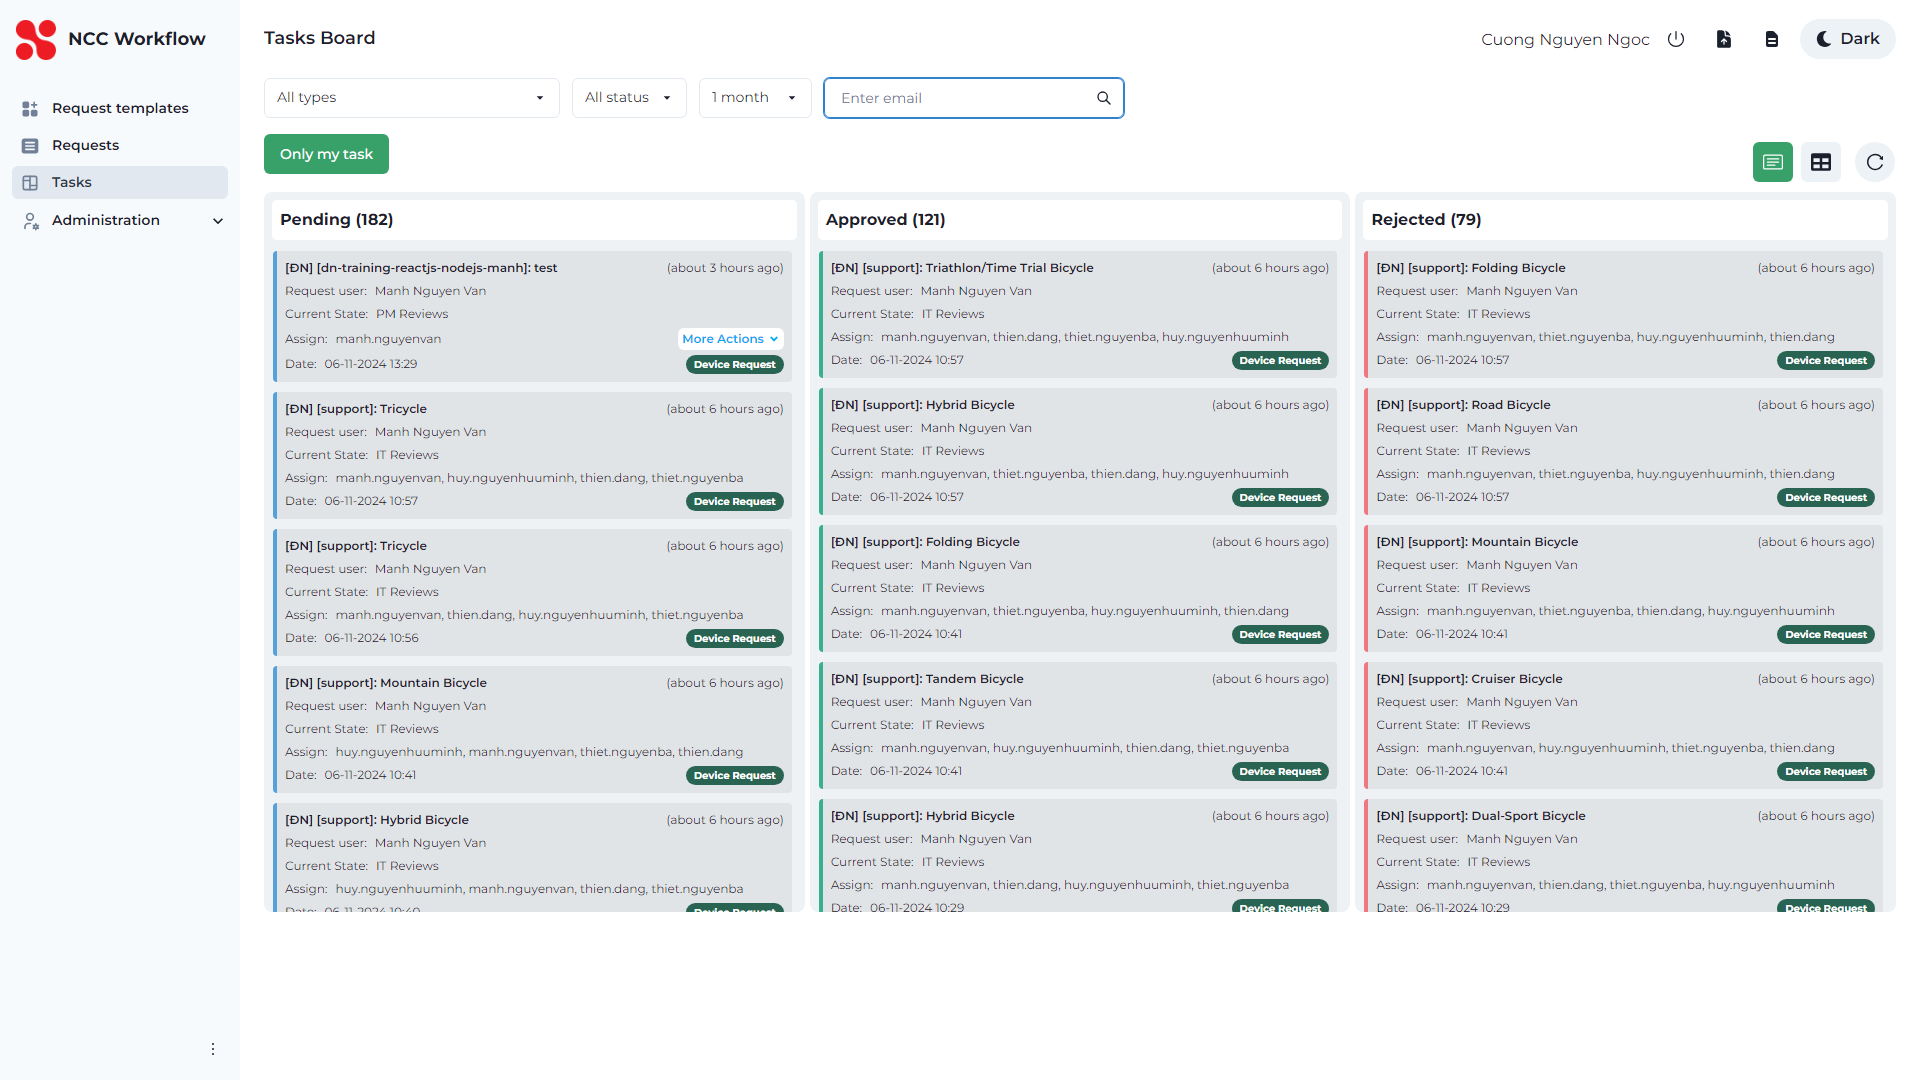 NCC Workflow
Request templates
Requests
Tasks
Administration
Tasks Board
Cuong Nguyen Ngoc
Dark
All types
All status
1 month
Enter email
Only my task
Pending (182)
[ĐN] [dn-training-reactjs-nodejs-manh]: test (about 3 hours ago)
Request user: Manh Nguyen Van
Current State: PM Reviews
Assign: manh.nguyenvan More Actions
Date: 06-11-2024 13:29 Device Request
[ĐN] [support]: Tricycle (about 6 hours ago)
Request user: Manh Nguyen Van
Current State: IT Reviews
Assign: manh.nguyenvan, huy.nguyenhuuminh, thien.dang, thiet.nguyenba
Date: 06-11-2024 10:57 Device Request
[ĐN] [support]: Tricycle (about 6 hours ago)
Request user: Manh Nguyen Van
Current State: IT Reviews
Assign: manh.nguyenvan, thien.dang, huy.nguyenhuuminh, thiet.nguyenba
Date: 06-11-2024 10:56 Device Request
[ĐN] [support]: Mountain Bicycle (about 6 hours ago)
Request user: Manh Nguyen Van
Current State: IT Reviews
Assign: huy.nguyenhuuminh, manh.nguyenvan, thiet.nguyenba, thien.dang
Date: 06-11-2024 10:41 Device Request
[ĐN] [support]: Hybrid Bicycle (about 6 hours ago)
Request user: Manh Nguyen Van
Current State: IT Reviews
Assign: huy.nguyenhuuminh, manh.nguyenvan, thien.dang, thiet.nguyenba
Date: 06-11-2024 10:40 Device Request
Approved (121)
[ĐN] [support]: Triathlon/Time Trial Bicycle (about 6 hours ago)
Request user: Manh Nguyen Van
Current State: IT Reviews
Assign: manh.nguyenvan, thien.dang, thiet.nguyenba, huy.nguyenhuuminh
Date: 06-11-2024 10:57 Device Request
[ĐN] [support]: Hybrid Bicycle (about 6 hours ago)
Request user: Manh Nguyen Van
Current State: IT Reviews
Assign: manh.nguyenvan, thiet.nguyenba, thien.dang, huy.nguyenhuuminh
Date: 06-11-2024 10:57 Device Request
[ĐN] [support]: Folding Bicycle (about 6 hours ago)
Request user: Manh Nguyen Van
Current State: IT Reviews
Assign: manh.nguyenvan, thiet.nguyenba, huy.nguyenhuuminh, thien.dang
Date: 06-11-2024 10:41 Device Request
[ĐN] [support]: Tandem Bicycle (about 6 hours ago)
Request user: Manh Nguyen Van
Current State: IT Reviews
Assign: manh.nguyenvan, huy.nguyenhuuminh, thien.dang, thiet.nguyenba
Date: 06-11-2024 10:41 Device Request
[ĐN] [support]: Hybrid Bicycle (about 6 hours ago)
Request user: Manh Nguyen Van
Current State: IT Reviews
Assign: manh.nguyenvan, thien.dang, huy.nguyenhuuminh, thiet.nguyenba
Date: 06-11-2024 10:29 Device Request
Rejected (79)
[ĐN] [support]: Folding Bicycle (about 6 hours ago)
Request user: Manh Nguyen Van
Current State: IT Reviews
Assign: manh.nguyenvan, thiet.nguyenba, huy.nguyenhuuminh, thien.dang
Date: 06-11-2024 10:57 Device Request
[ĐN] [support]: Road Bicycle (about 6 hours ago)
Request user: Manh Nguyen Van
Current State: IT Reviews
Assign: manh.nguyenvan, thiet.nguyenba, huy.nguyenhuuminh, thien.dang
Date: 06-11-2024 10:57 Device Request
[ĐN] [support]: Mountain Bicycle (about 6 hours ago)
Request user: Manh Nguyen Van
Current State: IT Reviews
Assign: manh.nguyenvan, thiet.nguyenba, thien.dang, huy.nguyenhuuminh
Date: 06-11-2024 10:41 Device Request
[ĐN] [support]: Cruiser Bicycle (about 6 hours ago)
Request user: Manh Nguyen Van
Current State: IT Reviews
Assign: manh.nguyenvan, huy.nguyenhuuminh, thiet.nguyenba, thien.dang
Date: 06-11-2024 10:41 Device Request
[ĐN] [support]: Dual-Sport Bicycle (about 6 hours ago)
Request user: Manh Nguyen Van
Current State: IT Reviews
Assign: manh.nguyenvan, thien.dang, thiet.nguyenba, huy.nguyenhuuminh
Date: 06-11-2024 10:29 Device Request